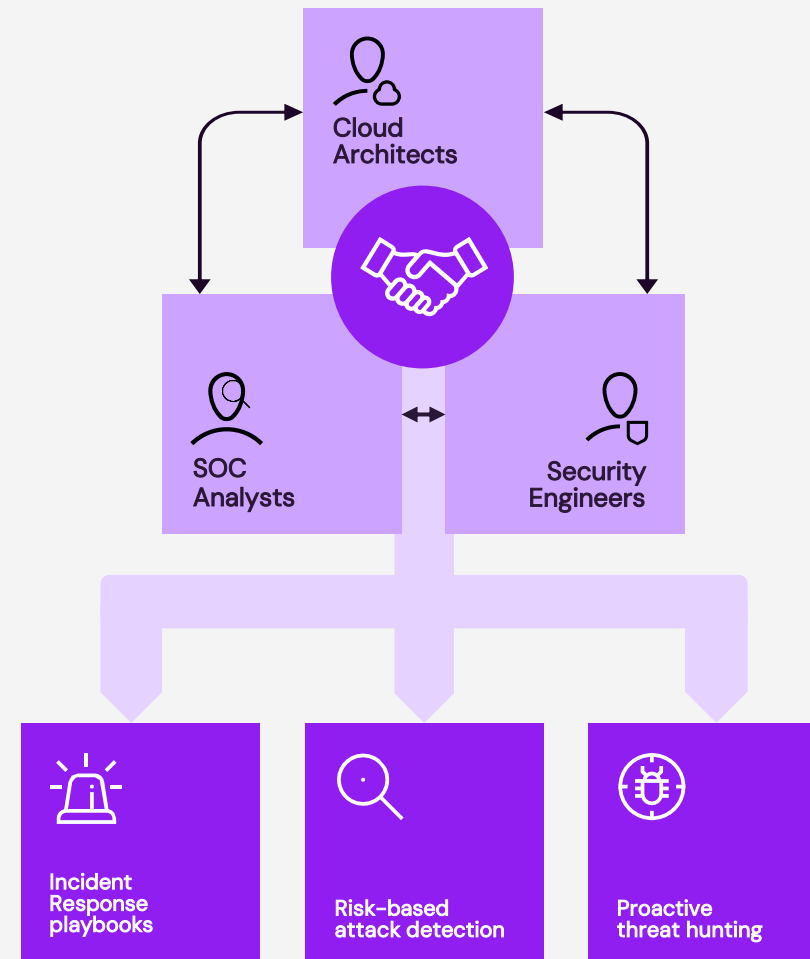 Cloud
Architects
SOC
Analysts
Security
Engineers
Incident
Response
playbooks
Risk-based
attack detection
Proactive
threat hunting